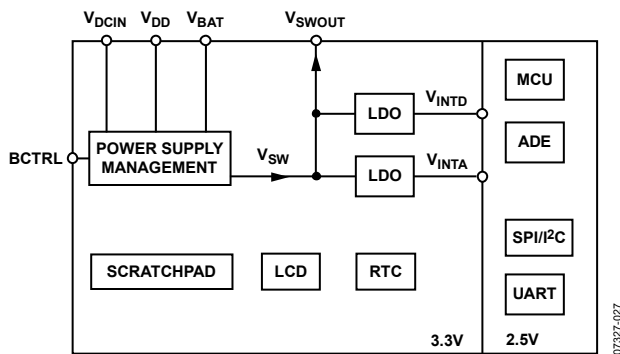 VDCIN VDD VBAT VSWOUT
MCU
LDO VINTD
ADE
BCTRL POWER SUPPLY
MANAGEMENT
VSW LDO VINTA
SPI/I²C
SCRATCHPAD LCD RTC
UART
3.3V 2.5V
07327-027